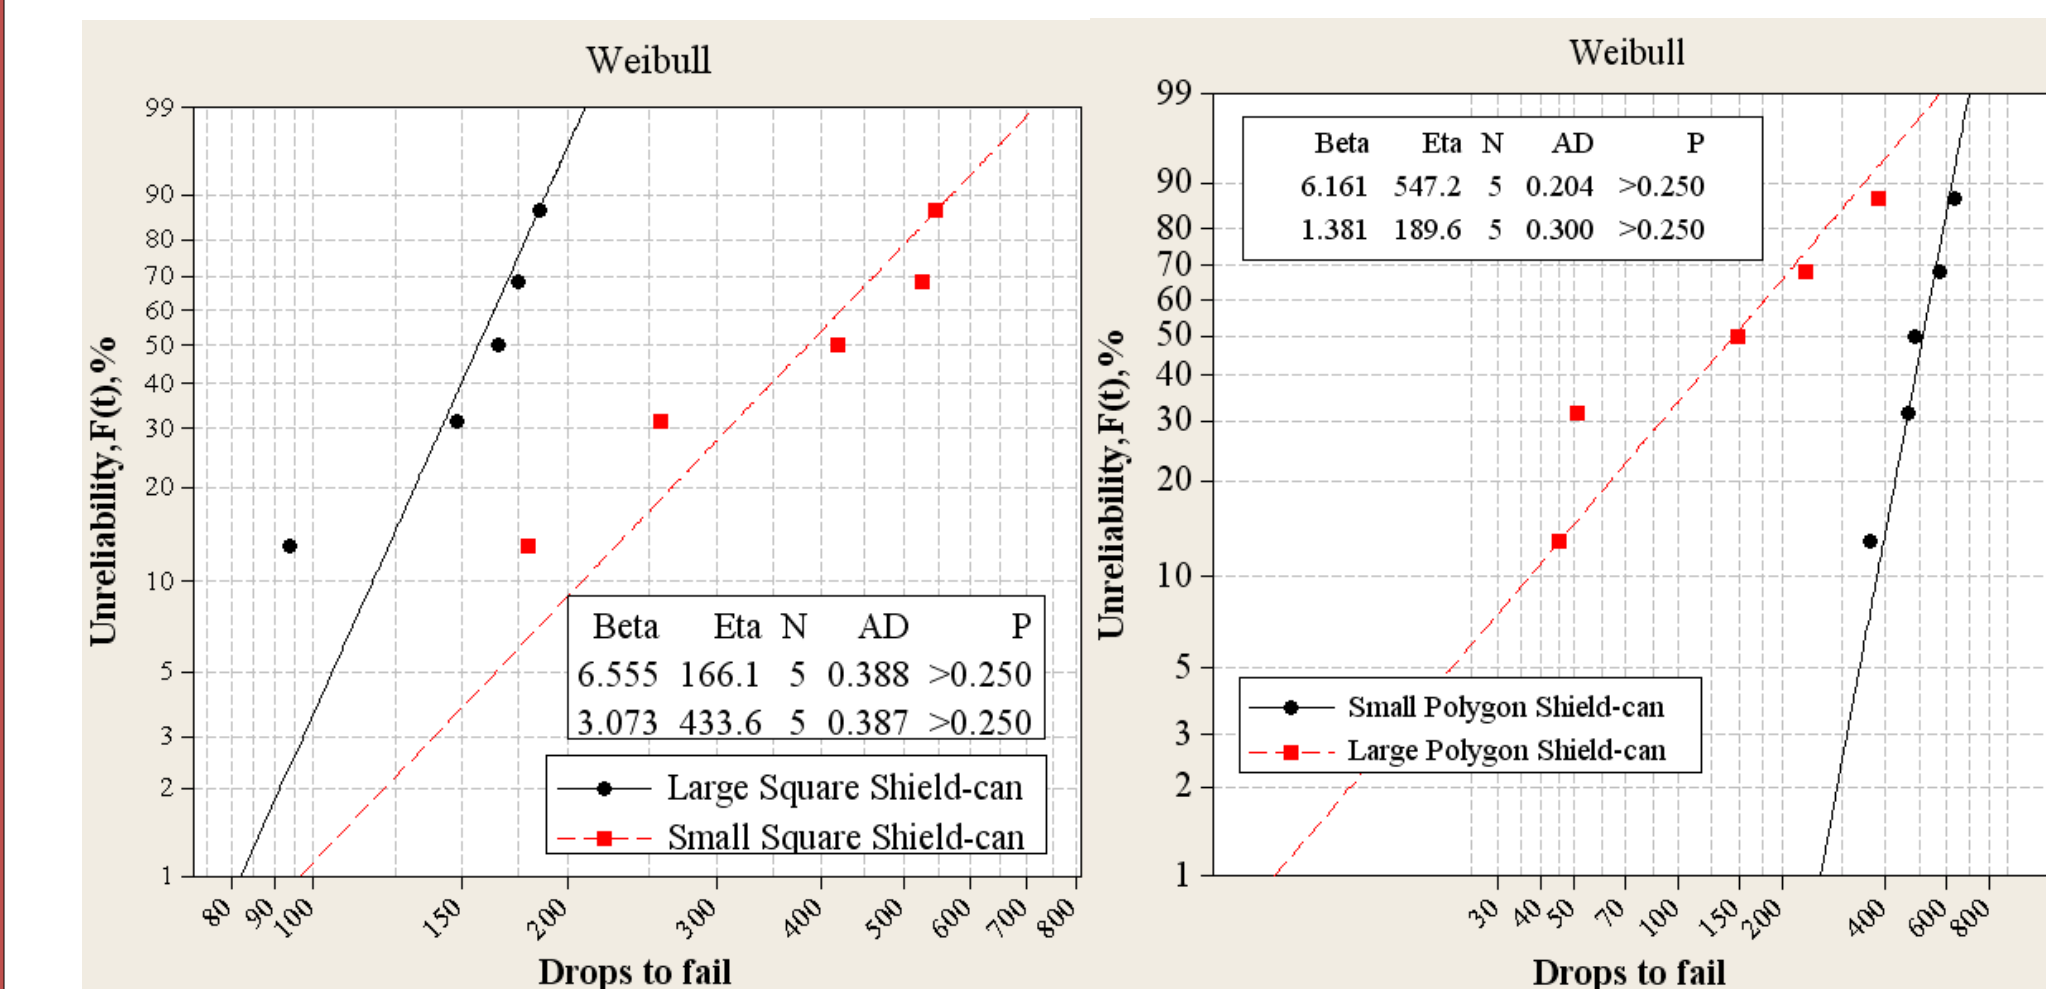 Weibull
99
90
80
70
60
50
40
30
20
10
5
3
2
1
Unreliability,F(t),%
Beta Eta N AD P
6.555 166.1 5 0.388 >0.250
3.073 433.6 5 0.387 >0.250
Large Square Shield-can
Small Square Shield-can
80 90 100 150 200 300 400 500 600 700 800
Drops to fail
Weibull
99
90
80
70
60
50
40
30
20
10
5
3
2
1
Unreliability,F(t),%
Beta Eta N AD P
6.161 547.2 5 0.204 >0.250
1.381 189.6 5 0.300 >0.250
Small Polygon Shield-can
Large Polygon Shield-can
30 40 50 70 100 150 200 400 600 800
Drops to fail